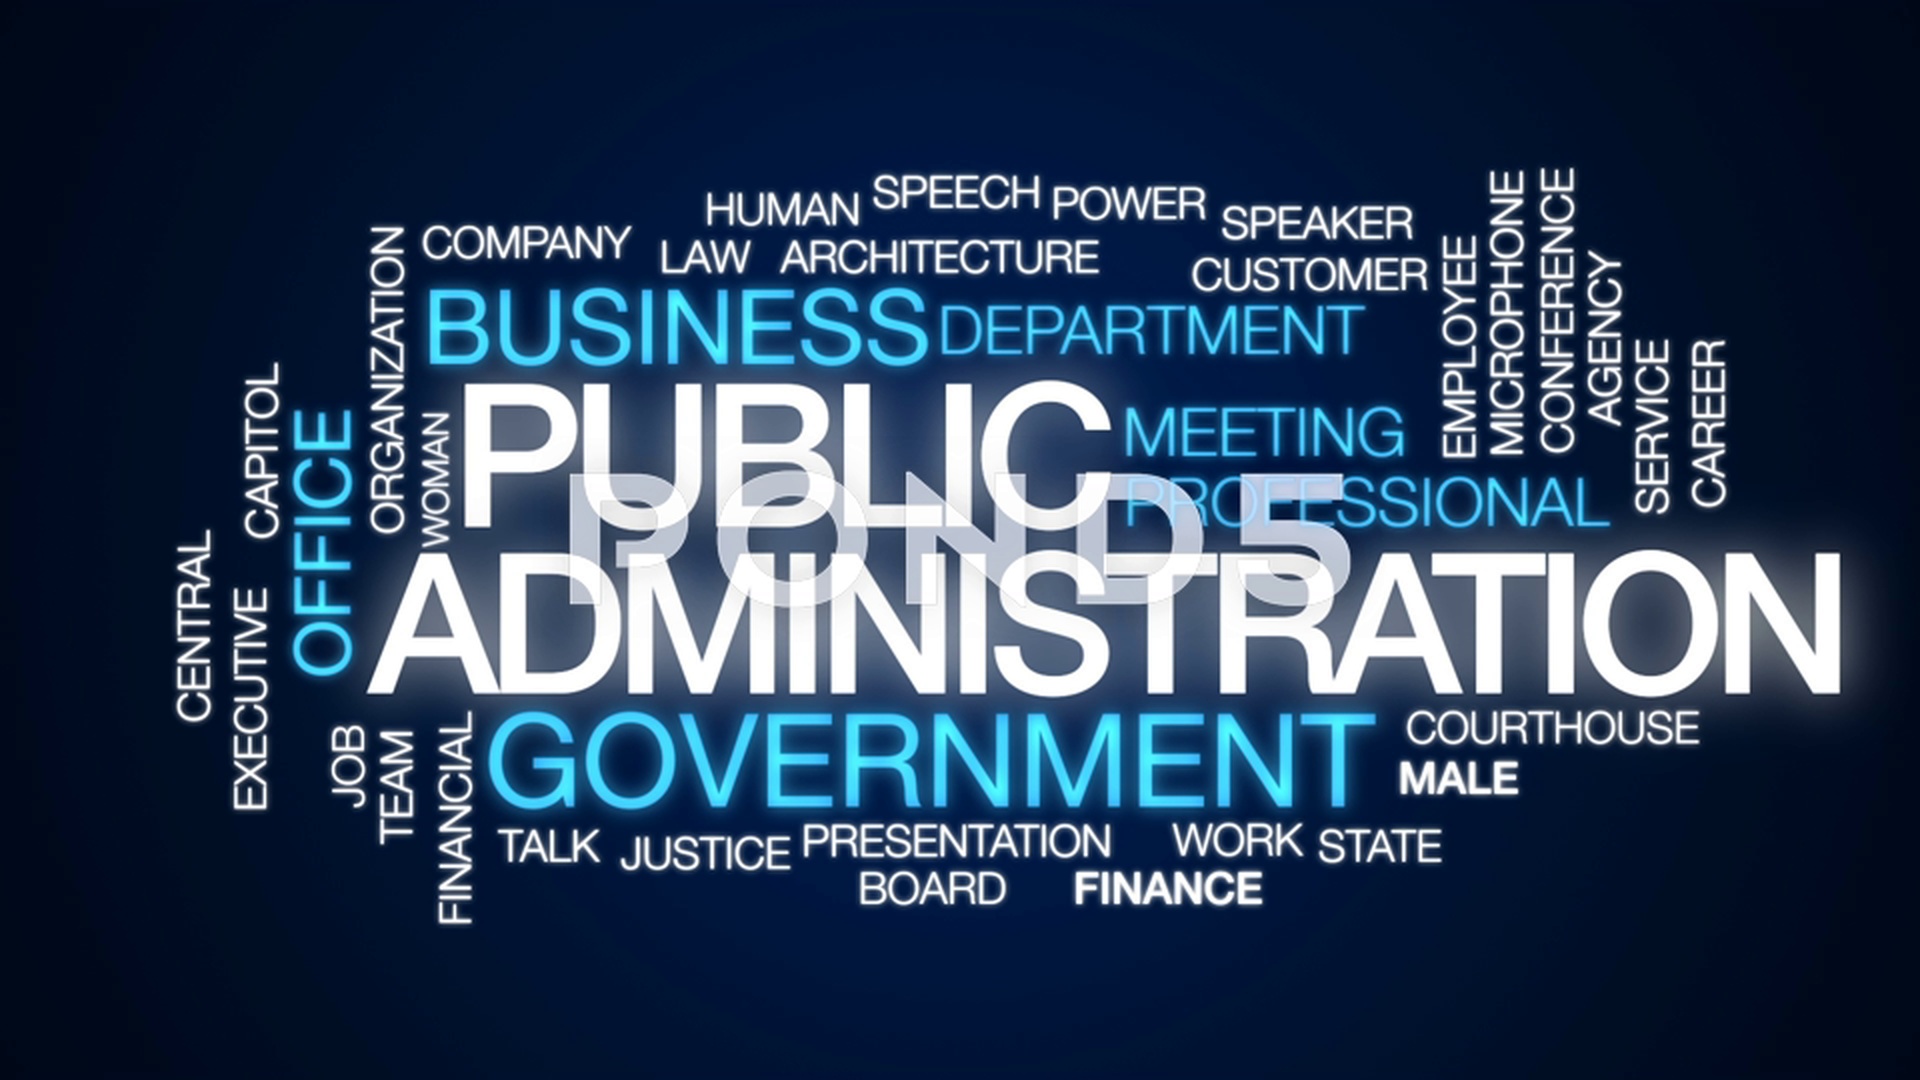 HUMAN SPEECH POWER SPEAKER
COMPANY LAW ARCHITECTURE CUSTOMER
BUSINESS DEPARTMENT
PUBLIC
MEETING
PROFESSIONAL
POND5
ADMINISTRATION
GOVERNMENT
COURTHOUSE
MALE
TALK JUSTICE PRESENTATION WORK STATE
BOARD FINANCE
CENTRAL
CAPITOL
EXECUTIVE
OFFICE
ORGANIZATION
WOMAN
JOB
TEAM
FINANCIAL
EMPLOYEE
MICROPHONE
CONFERENCE
AGENCY
SERVICE
CAREER